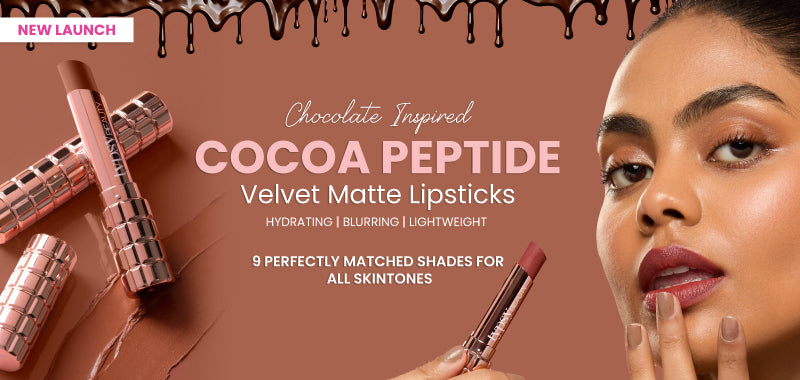 NEW LAUNCH
Chocolate Inspired
COCOA PEPTIDE
Velvet Matte Lipsticks
HYDRATING | BLURRING | LIGHTWEIGHT
9 PERFECTLY MATCHED SHADES FOR
ALL SKINTONES